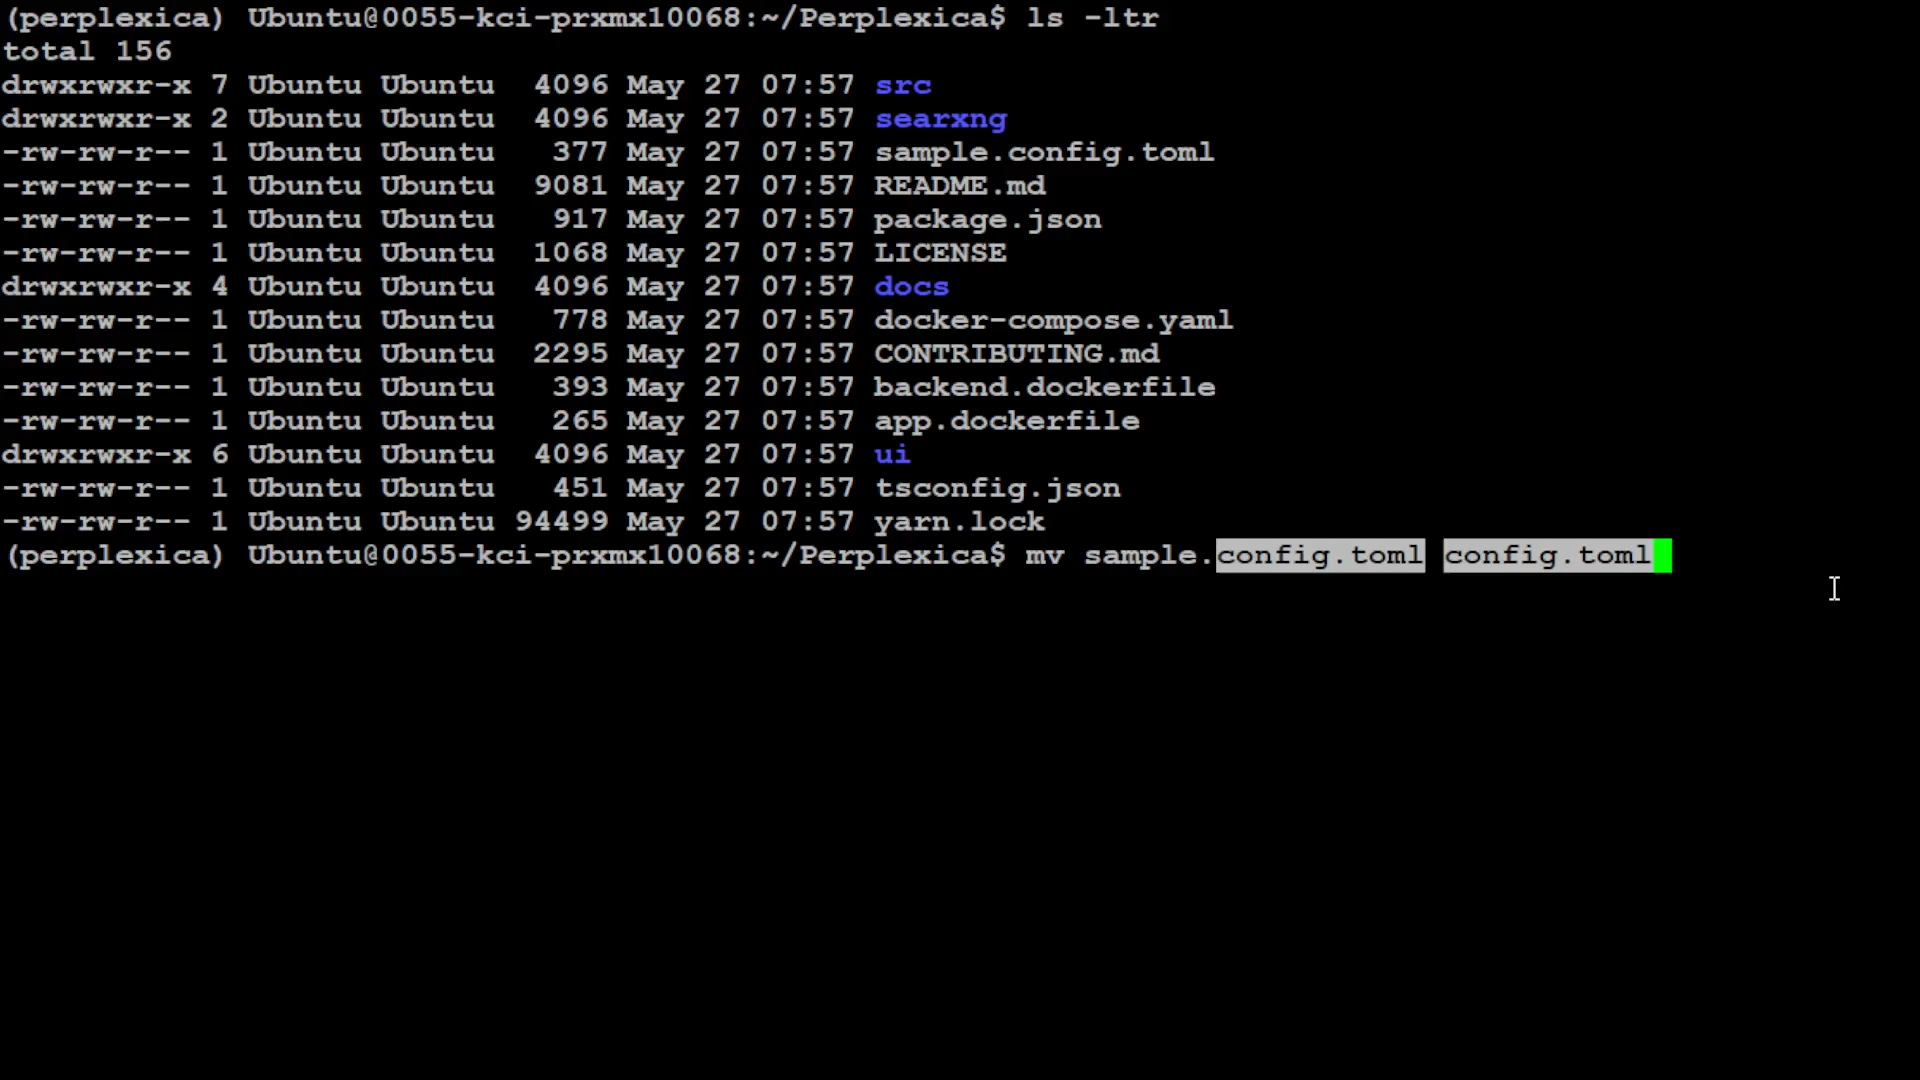 (perplexica) Ubuntu@0055-kci-prxmx10068:~/Perplexica$ ls -ltr
total 156
drwxrwxr-x 7 Ubuntu Ubuntu  4096 May 27 07:57 src
drwxrwxr-x 2 Ubuntu Ubuntu  4096 May 27 07:57 searxng
-rw-rw-r-- 1 Ubuntu Ubuntu   377 May 27 07:57 sample.config.toml
-rw-rw-r-- 1 Ubuntu Ubuntu  9081 May 27 07:57 README.md
-rw-rw-r-- 1 Ubuntu Ubuntu   917 May 27 07:57 package.json
-rw-rw-r-- 1 Ubuntu Ubuntu  1068 May 27 07:57 LICENSE
drwxrwxr-x 4 Ubuntu Ubuntu  4096 May 27 07:57 docs
-rw-rw-r-- 1 Ubuntu Ubuntu   778 May 27 07:57 docker-compose.yaml
-rw-rw-r-- 1 Ubuntu Ubuntu  2295 May 27 07:57 CONTRIBUTING.md
-rw-rw-r-- 1 Ubuntu Ubuntu   393 May 27 07:57 backend.dockerfile
-rw-rw-r-- 1 Ubuntu Ubuntu   265 May 27 07:57 app.dockerfile
drwxrwxr-x 6 Ubuntu Ubuntu  4096 May 27 07:57 ui
-rw-rw-r-- 1 Ubuntu Ubuntu   451 May 27 07:57 tsconfig.json
-rw-rw-r-- 1 Ubuntu Ubuntu 94499 May 27 07:57 yarn.lock
(perplexica) Ubuntu@0055-kci-prxmx10068:~/Perplexica$ mv sample.config.toml config.toml